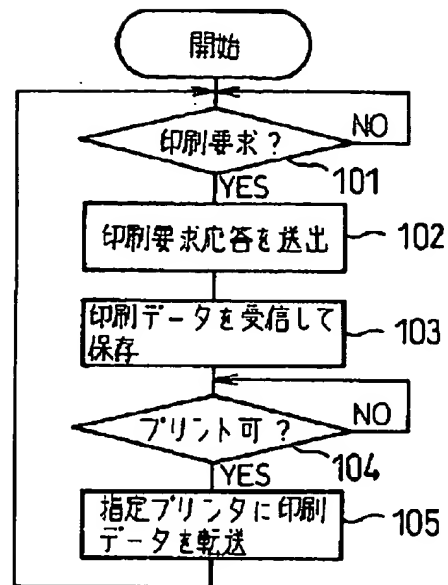 開始
NO
印刷要求?
101
YES
印刷要求応答を送出
102
印刷データを受信して
保存
103
NO
プリント可?
104
YES
指定プリンタに印刷
データを転送
105